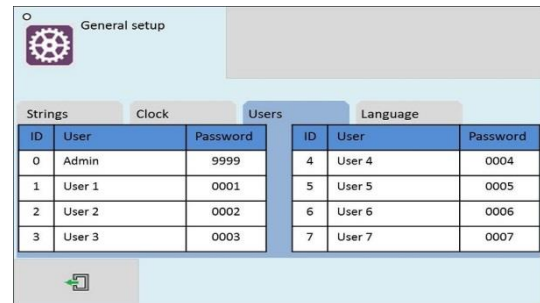 General setup
Strings Clock Users Language
ID User Password ID User Password
0 Admin 9999 4 User 4 0004
1 User 1 0001 5 User 5 0005
2 User 2 0002 6 User 6 0006
3 User 3 0003 7 User 7 0007